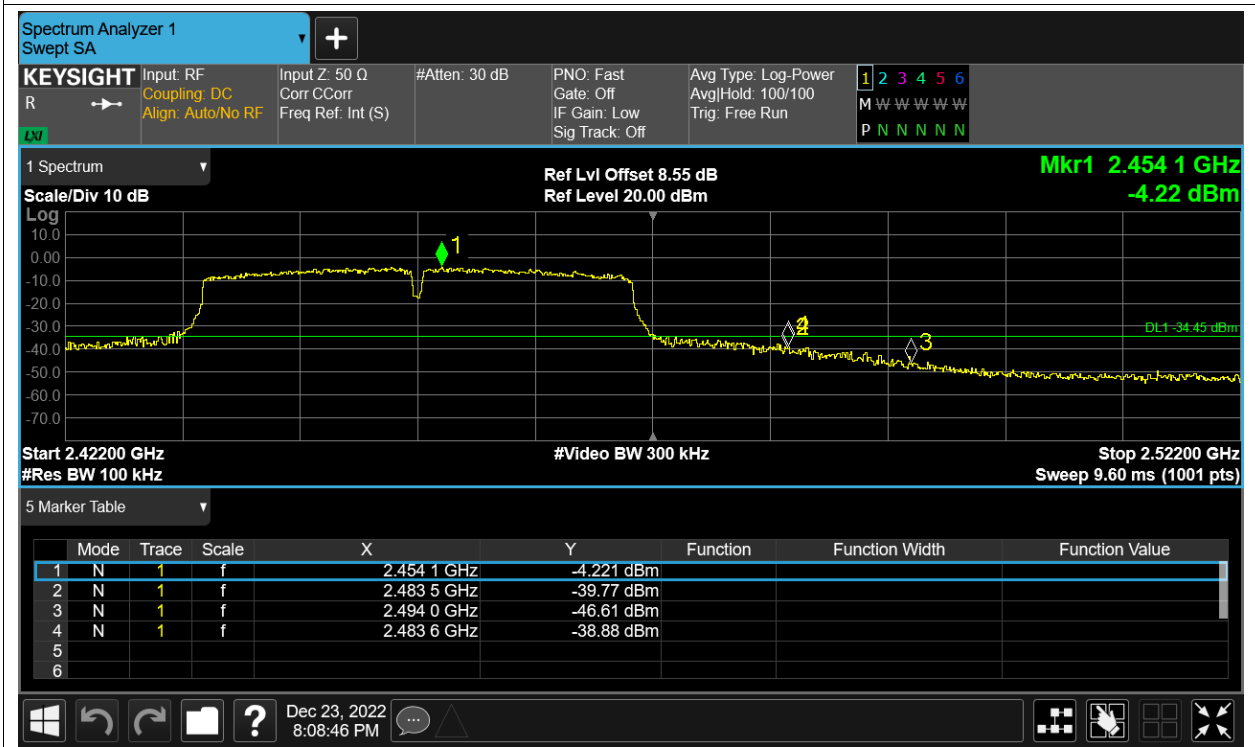 Spectrum Analyzer 1
Swept SA
KEYSIGHT Input: RF Input Z: 50 Ω #Atten: 30 dB PNO: Fast Avg Type: Log-Power 1 2 3 4 5 6
R Coupling: DC Corr CCorr Gate: Off Avg|Hold: 100/100 M W W W W W
Align: Auto/No RF Freq Ref: Int (S) IF Gain: Low Trig: Free Run
LXI Sig Track: Off P N N N N N
1 Spectrum Ref Lvl Offset 8.55 dB Mkr1 2.454 1 GHz
Scale/Div 10 dB Ref Level 20.00 dBm -4.22 dBm
Log
10.0
0.00
-10.0
-20.0
-30.0
-40.0
-50.0
-60.0
-70.0
1
2
4
3
DL1 -34.45 dBm
Start 2.42200 GHz #Video BW 300 kHz Stop 2.52200 GHz
#Res BW 100 kHz Sweep 9.60 ms (1001 pts)
5 Marker Table
Mode Trace Scale X Y Function Function Width Function Value
1 N 1 f 2.454 1 GHz -4.221 dBm
2 N 1 f 2.483 5 GHz -39.77 dBm
3 N 1 f 2.494 0 GHz -46.61 dBm
4 N 1 f 2.483 6 GHz -38.88 dBm
5
6
? Dec 23, 2022
8:08:46 PM